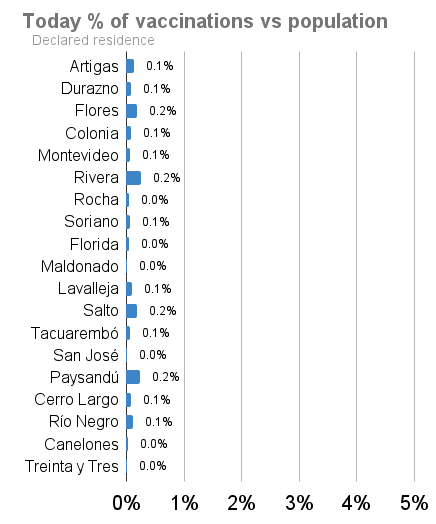 Today % of vaccinations vs population
Declared residence
Artigas 0.1%
Durazno 0.1%
Flores 0.2%
Colonia 0.1%
Montevideo 0.1%
Rivera 0.2%
Rocha 0.0%
Soriano 0.1%
Florida 0.0%
Maldonado 0.0%
Lavalleja 0.1%
Salto 0.2%
Tacuarembó 0.1%
San José 0.0%
Paysandú 0.2%
Cerro Largo 0.1%
Río Negro 0.1%
Canelones 0.0%
Treinta y Tres 0.0%
0% 1% 2% 3% 4% 5%